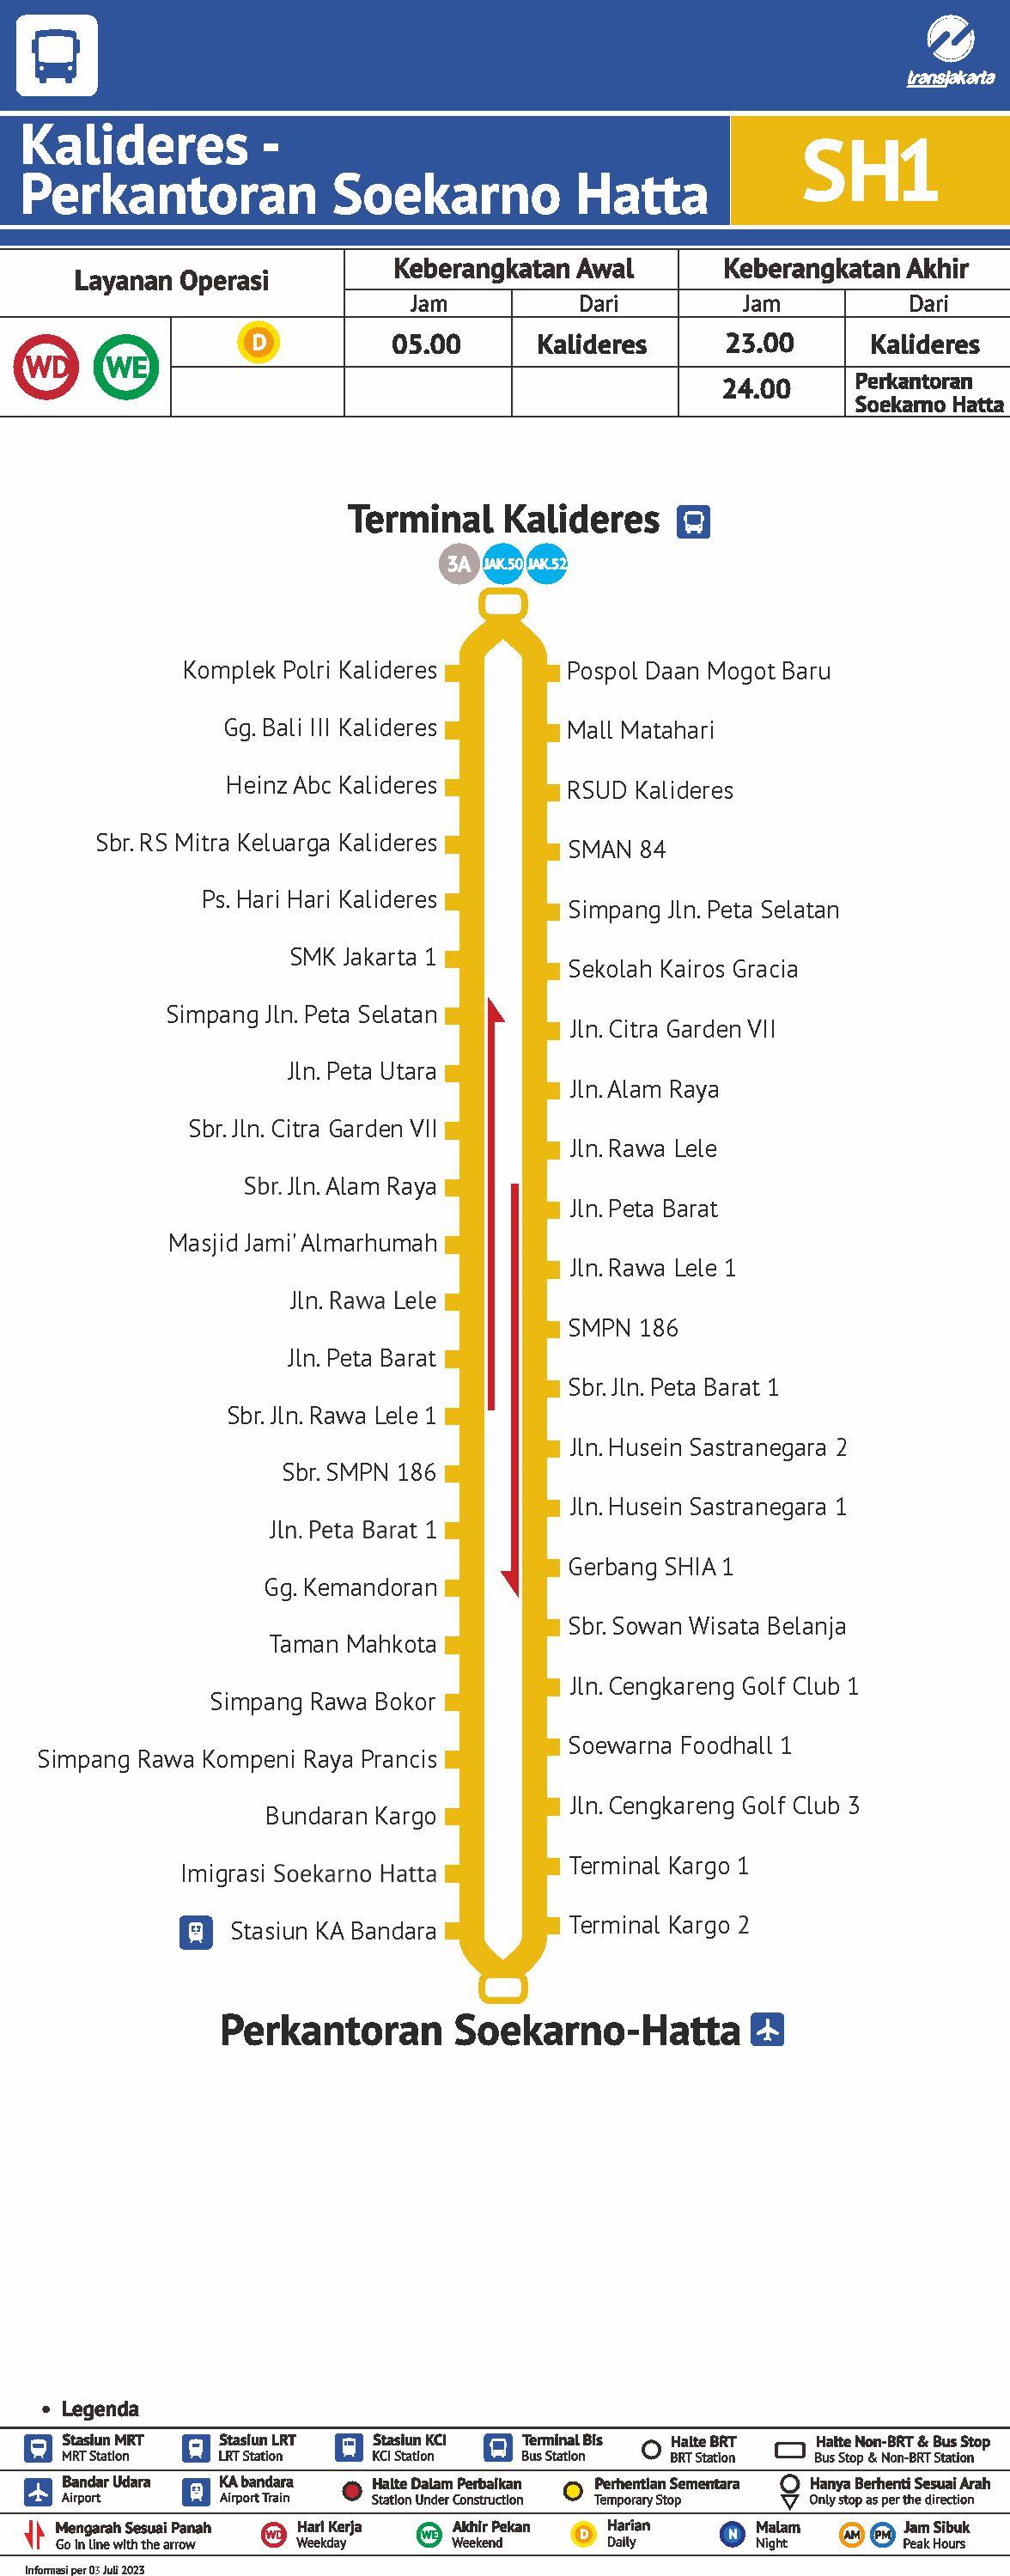 transjakarta
Kalideres -
Perkantoran Soekarno Hatta
SH1
Layanan Operasi
Keberangkatan Awal
Keberangkatan Akhir
Jam
Dari
Jam
Dari
WD
WE
D
05.00
Kalideres
23.00
Kalideres
24.00
Perkantoran
Soekarno Hatta
Terminal Kalideres
3A
JAK.50
JAK.52
Komplek Polri Kalideres
Gg. Bali III Kalideres
Heinz Abc Kalideres
Sbr. RS Mitra Keluarga Kalideres
Ps. Hari Hari Kalideres
SMK Jakarta 1
Simpang Jln. Peta Selatan
Jln. Peta Utara
Sbr. Jln. Citra Garden VII
Sbr. Jln. Alam Raya
Masjid Jami' Almarhumah
Jln. Rawa Lele
Jln. Peta Barat
Sbr. Jln. Rawa Lele 1
Sbr. SMPN 186
Jln. Peta Barat 1
Gg. Kemandoran
Taman Mahkota
Simpang Rawa Bokor
Simpang Rawa Kompeni Raya Prancis
Bundaran Kargo
Imigrasi Soekarno Hatta
Stasiun KA Bandara
Pospol Daan Mogot Baru
Mall Matahari
RSUD Kalideres
SMAN 84
Simpang Jln. Peta Selatan
Sekolah Kairos Gracia
Jln. Citra Garden VII
Jln. Alam Raya
Jln. Rawa Lele
Jln. Peta Barat
Jln. Rawa Lele 1
SMPN 186
Sbr. Jln. Peta Barat 1
Jln. Husein Sastranegara 2
Jln. Husein Sastranegara 1
Gerbang SHIA 1
Sbr. Sowan Wisata Belanja
Jln. Cengkareng Golf Club 1
Soewarna Foodhall 1
Jln. Cengkareng Golf Club 3
Terminal Kargo 1
Terminal Kargo 2
Perkantoran Soekarno-Hatta
• Legenda
Stasiun MRT
MRT Station
Stasiun LRT
LRT Station
Stasiun KCI
KCI Station
Terminal Bis
Bus Station
Halte BRT
BRT Station
Halte Non-BRT & Bus Stop
Bus Stop & Non-BRT Station
Bandar Udara
Airport
KA bandara
Airport Train
Halte Dalam Perbaikan
Station Under Construction
Perhentian Sementara
Temporary Stop
Hanya Berhenti Sesuai Arah
Only stop as per the direction
Mengarah Sesuai Panah
Go in line with the arrow
WD
Hari Kerja
Weekday
WE
Akhir Pekan
Weekend
D
Harian
Daily
N
Malam
Night
AM
PM
Jam Sibuk
Peak Hours
Informasi per 03 Juli 2023